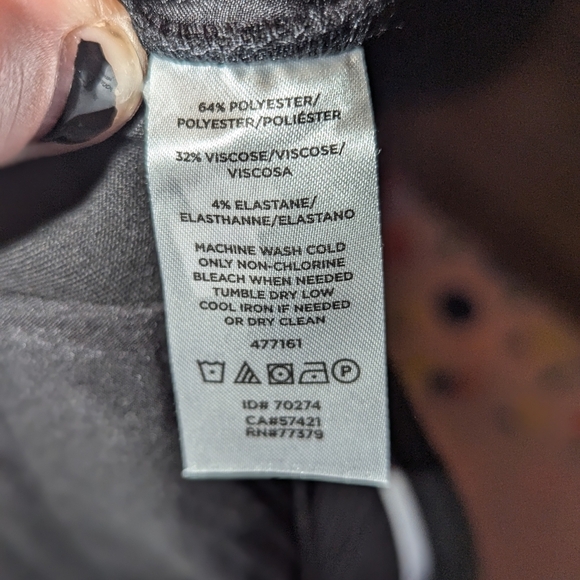 64% POLYESTER/
POLYESTER/POLIÉSTER
32% VISCOSE/VISCOSE/
VISCOSA
4% ELASTANE/
ELASTHANNE/ELASTANO
MACHINE WASH COLD
ONLY NON-CHLORINE
BLEACH WHEN NEEDED
TUMBLE DRY LOW
COOL IRON IF NEEDED
OR DRY CLEAN
477161
P
ID# 70274
CA#57421
RN#77379